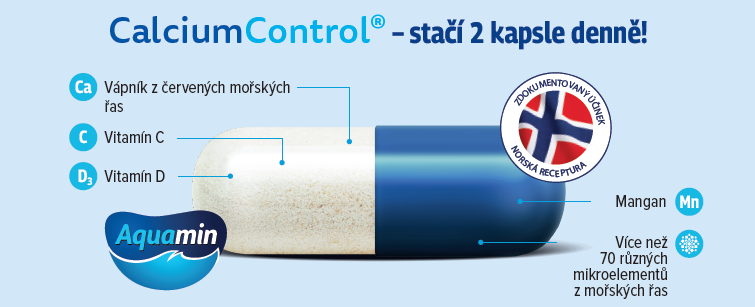 CalciumControl® – stačí 2 kapsle denně!
Ca
Vápník z červených mořských
řas
C
Vitamín C
D3
Vitamín D
Aquamin
ZDOKUMENTOVANÝ ÚČINEK
NORSKÁ RECEPTURA
Mangan
Mn
Více než
70 různých
mikroelementů
z mořských řas